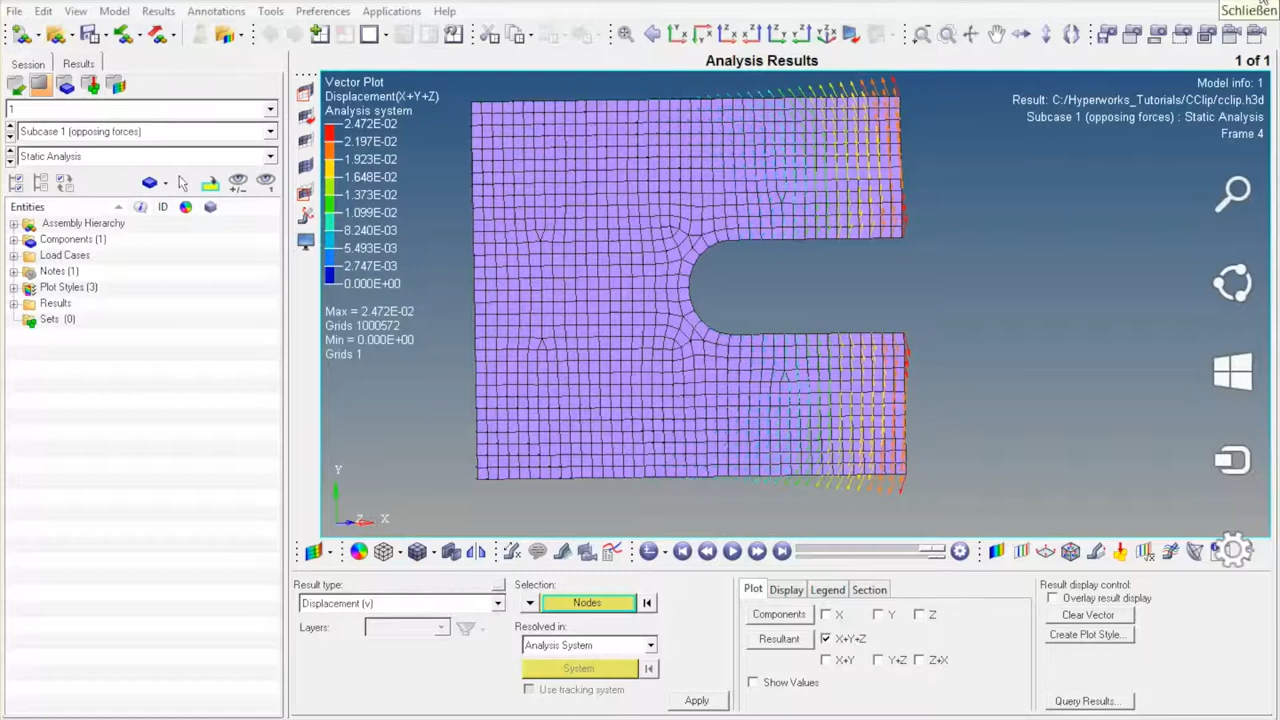 Schließen
File Edit View Model Results Annotations Tools Preferences Applications Help
Session Results
Analysis Results
1 of 1
1
Subcase 1 (opposing forces)
Static Analysis
Entities ID
Assembly Hierarchy
Components (1)
Load Cases
Notes (1)
Plot Styles (3)
Results
Sets (0)
Vector Plot
Displacement(X+Y+Z)
Analysis system
2.472E-02
2.197E-02
1.923E-02
1.648E-02
1.373E-02
1.099E-02
8.240E-03
5.493E-03
2.747E-03
0.000E+00
Max = 2.472E-02
Grids 1000572
Min = 0.000E+00
Grids 1
Model info: 1
Result: C:/Hyperworks_Tutorials/CClip/cclip.h3d
Subcase 1 (opposing forces) : Static Analysis
Frame 4
Y
Z X
Result type:
Displacement (v)
Layers:
Selection:
Nodes
Resolved in:
Analysis System
System
Use tracking system
Apply
Plot Display Legend Section
Components X Y Z
Resultant X+Y+Z
X+Y Y+Z Z+X
Show Values
Result display control:
Overlay result display
Clear Vector
Create Plot Style...
Query Results...